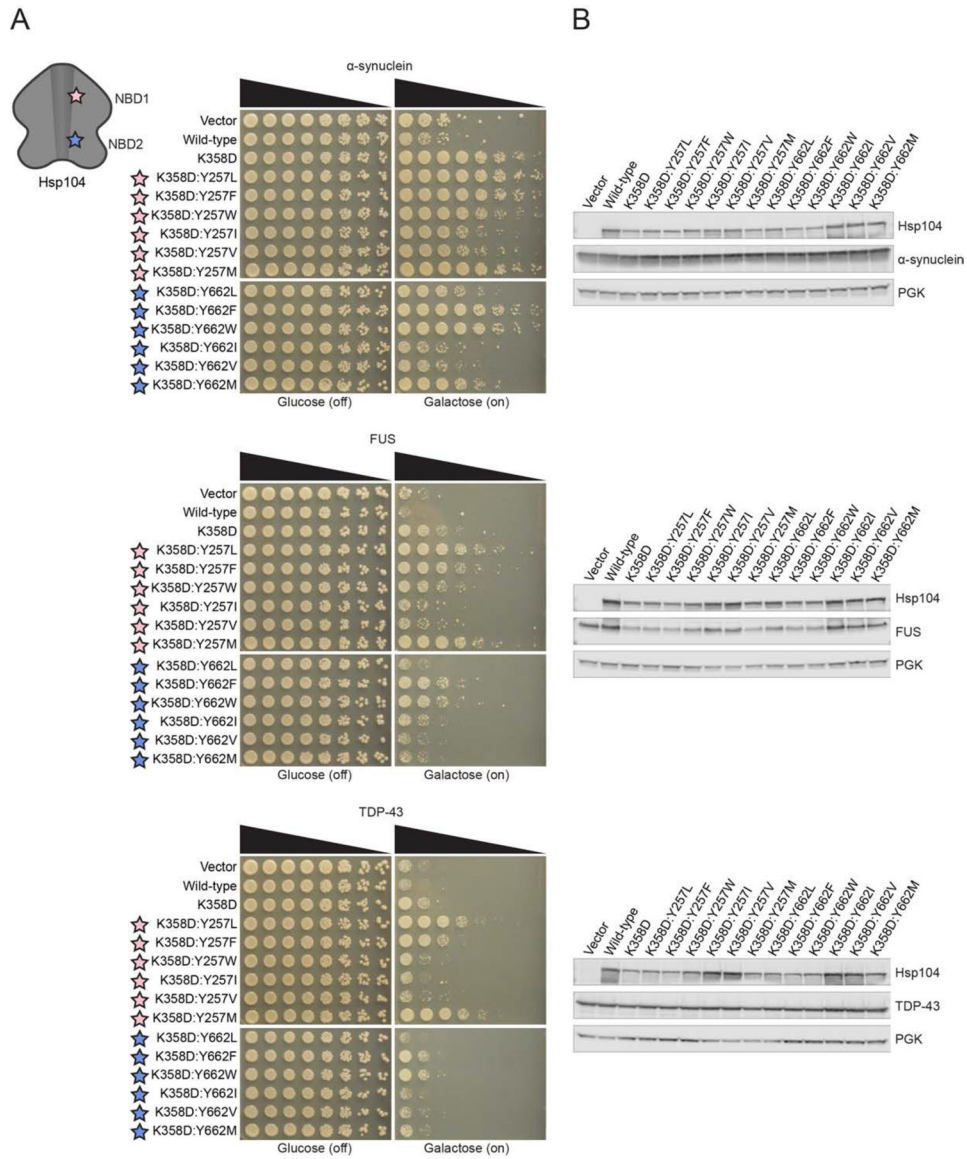 A
B
NBD1
NBD2
Hsp104
α-synuclein
Vector
Wild-type
K358D
K358D:Y257L
K358D:Y257F
K358D:Y257W
K358D:Y257I
K358D:Y257V
K358D:Y257M
K358D:Y662L
K358D:Y662F
K358D:Y662W
K358D:Y662I
K358D:Y662V
K358D:Y662M
Glucose (off)
Galactose (on)
Vector
Wild-type
K358D
K358D:Y257L
K358D:Y257F
K358D:Y257W
K358D:Y257I
K358D:Y257V
K358D:Y257M
K358D:Y662L
K358D:Y662F
K358D:Y662W
K358D:Y662I
K358D:Y662V
K358D:Y662M
Hsp104
α-synuclein
PGK
FUS
Vector
Wild-type
K358D
K358D:Y257L
K358D:Y257F
K358D:Y257W
K358D:Y257I
K358D:Y257V
K358D:Y257M
K358D:Y662L
K358D:Y662F
K358D:Y662W
K358D:Y662I
K358D:Y662V
K358D:Y662M
Glucose (off)
Galactose (on)
Vector
Wild-type
K358D
K358D:Y257L
K358D:Y257F
K358D:Y257W
K358D:Y257I
K358D:Y257V
K358D:Y257M
K358D:Y662L
K358D:Y662F
K358D:Y662W
K358D:Y662I
K358D:Y662V
K358D:Y662M
Hsp104
FUS
PGK
TDP-43
Vector
Wild-type
K358D
K358D:Y257L
K358D:Y257F
K358D:Y257W
K358D:Y257I
K358D:Y257V
K358D:Y257M
K358D:Y662L
K358D:Y662F
K358D:Y662W
K358D:Y662I
K358D:Y662V
K358D:Y662M
Glucose (off)
Galactose (on)
Vector
Wild-type
K358D
K358D:Y257L
K358D:Y257F
K358D:Y257W
K358D:Y257I
K358D:Y257V
K358D:Y257M
K358D:Y662L
K358D:Y662F
K358D:Y662W
K358D:Y662I
K358D:Y662V
K358D:Y662M
Hsp104
TDP-43
PGK